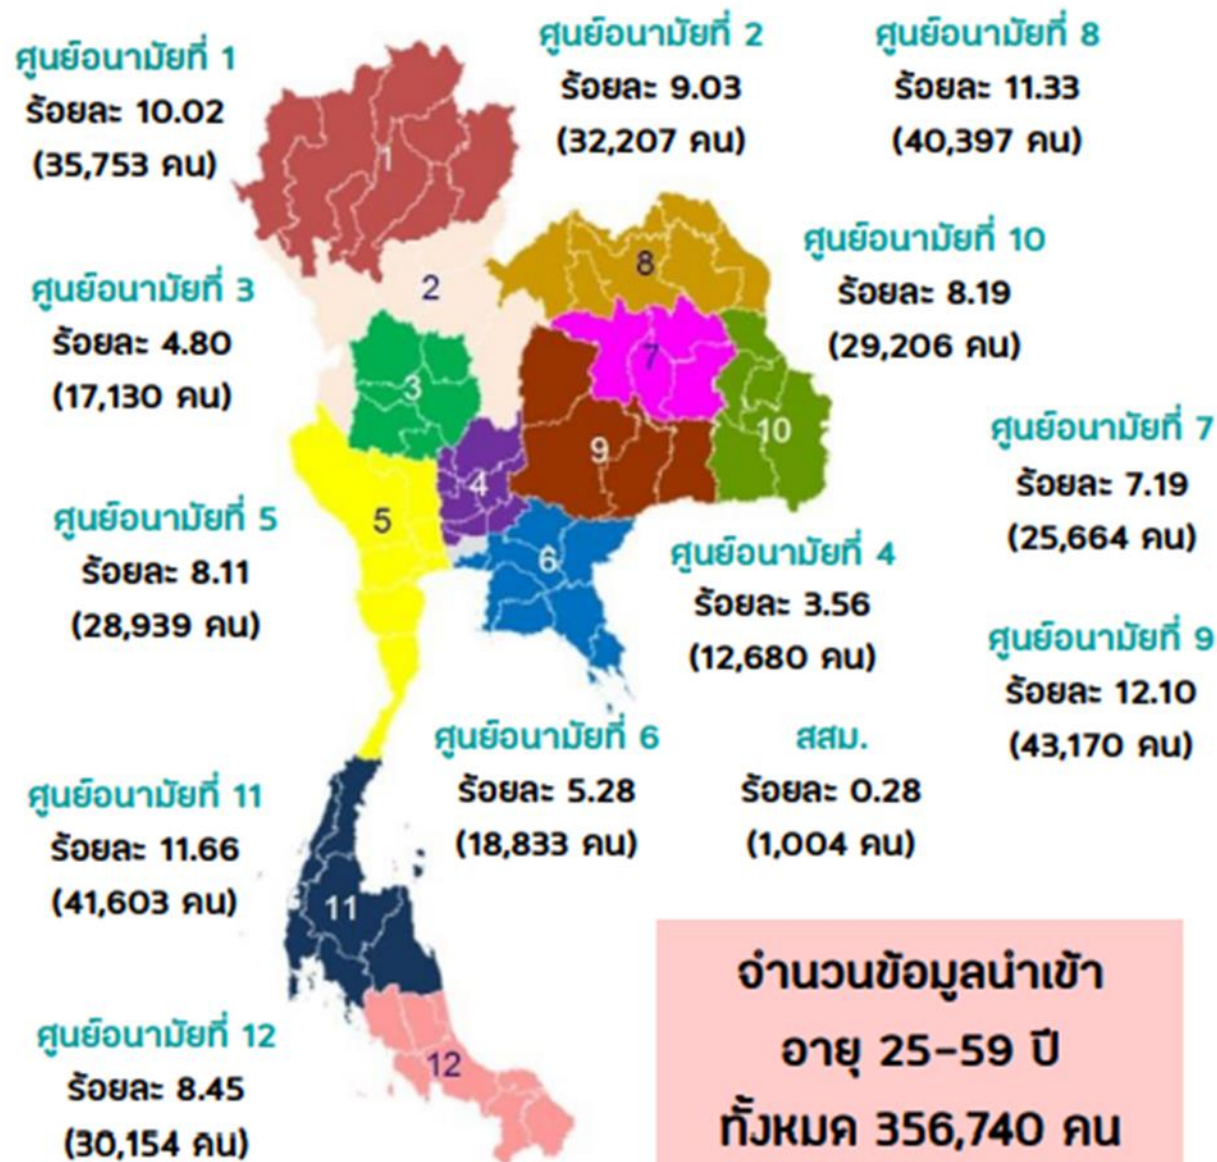 ศูนย์อนามัยที่ 1
ร้อยละ 10.02
(35,753 คน)
ศูนย์อนามัยที่ 2
ร้อยละ 9.03
(32,207 คน)
ศูนย์อนามัยที่ 8
ร้อยละ 11.33
(40,397 คน)
ศูนย์อนามัยที่ 3
ร้อยละ 4.80
(17,130 คน)
ศูนย์อนามัยที่ 10
ร้อยละ 8.19
(29,206 คน)
ศูนย์อนามัยที่ 7
ร้อยละ 7.19
(25,664 คน)
ศูนย์อนามัยที่ 5
ร้อยละ 8.11
(28,939 คน)
ศูนย์อนามัยที่ 4
ร้อยละ 3.56
(12,680 คน)
ศูนย์อนามัยที่ 9
ร้อยละ 12.10
(43,170 คน)
ศูนย์อนามัยที่ 6
ร้อยละ 5.28
(18,833 คน)
สสม.
ร้อยละ 0.28
(1,004 คน)
ศูนย์อนามัยที่ 11
ร้อยละ 11.66
(41,603 คน)
ศูนย์อนามัยที่ 12
ร้อยละ 8.45
(30,154 คน)
1
2
8
7
3
10
9
4
5
6
11
12
จำนวนข้อมูลนำเข้า
อายุ 25-59 ปี
ทั้งหมด 356,740 คน